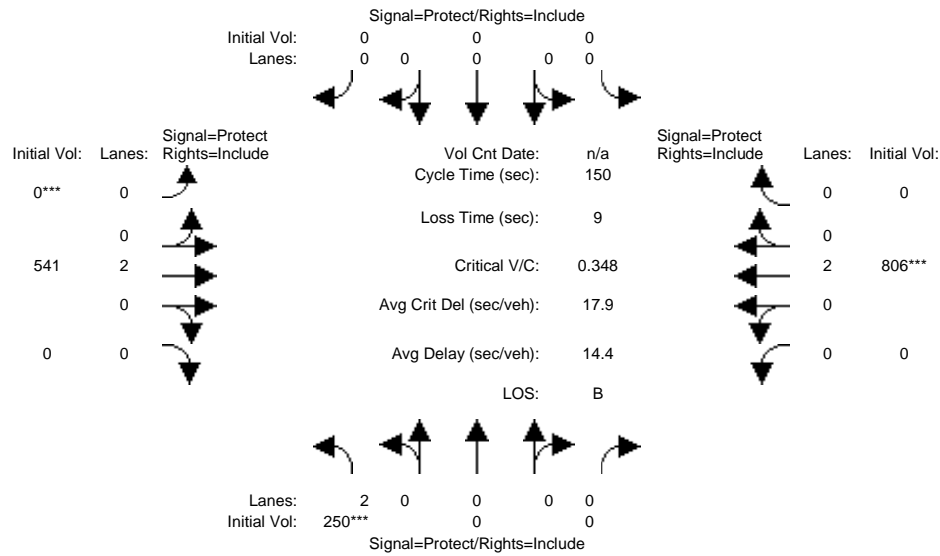 Signal=Protect/Rights=Include
Initial Vol: 0 0 0
Lanes: 0 0 0 0 0
Signal=Protect
Initial Vol: Lanes: Rights=Include
Vol Cnt Date: n/a
Signal=Protect
Rights=Include Lanes: Initial Vol:
Cycle Time (sec): 150
0*** 0
0 0
Loss Time (sec): 9
0
0
541 2
Critical V/C: 0.348
2 806***
0
Avg Crit Del (sec/veh): 17.9
0
0 0
Avg Delay (sec/veh): 14.4
0 0
LOS: B
Lanes: 2 0 0 0 0
Initial Vol: 250*** 0 0
Signal=Protect/Rights=Include